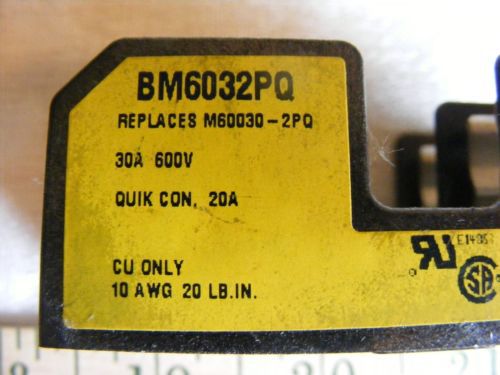 BM6032PQ
REPLACES M60030-2PQ
30A 600V
QUIK CON. 20A
CU ONLY
10 AWG 20 LB.IN.